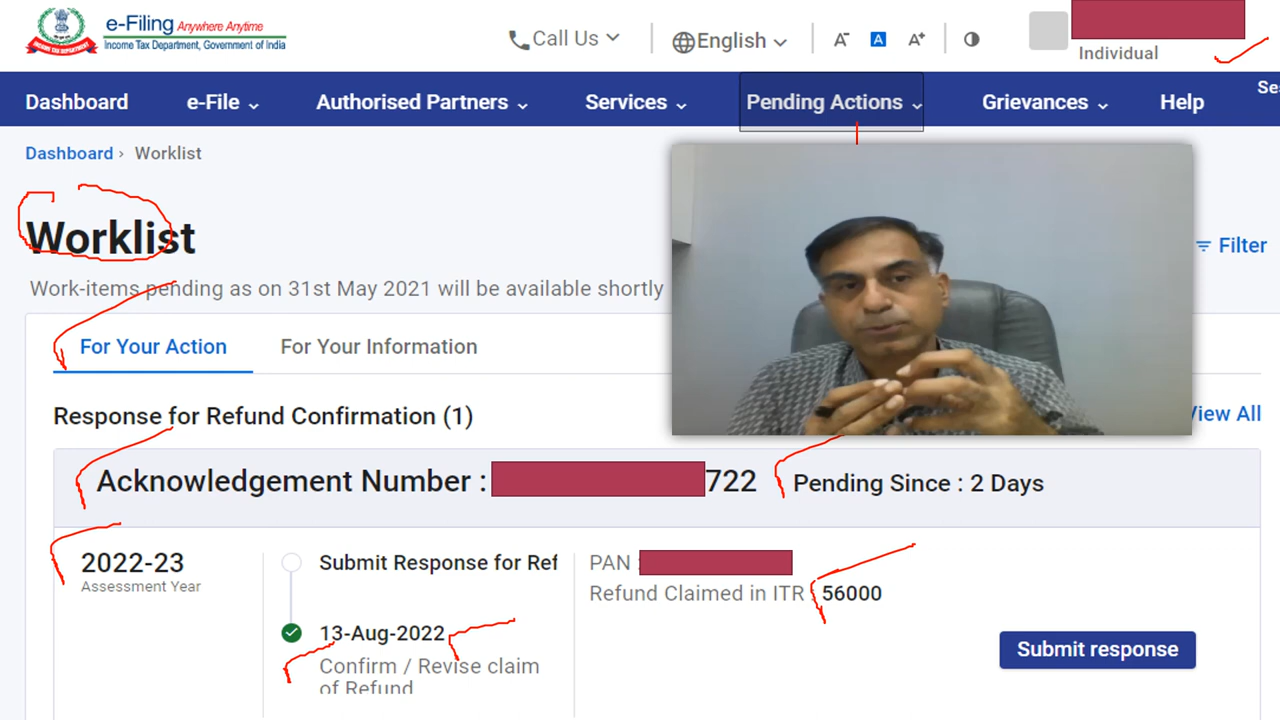 e-Filing Anywhere Anytime
Income Tax Department, Government of India
Call Us
English
A-
A
A+
Individual
Dashboard
e-File
Authorised Partners
Services
Pending Actions
Grievances
Help
Dashboard › Worklist
Worklist
Filter
Work-items pending as on 31st May 2021 will be available shortly
For Your Action
For Your Information
Response for Refund Confirmation (1)
View All
Acknowledgement Number : 722
Pending Since : 2 Days
2022-23
Assessment Year
Submit Response for Ref
13-Aug-2022
Confirm / Revise claim
of Refund
PAN
Refund Claimed in ITR : 56000
Submit response